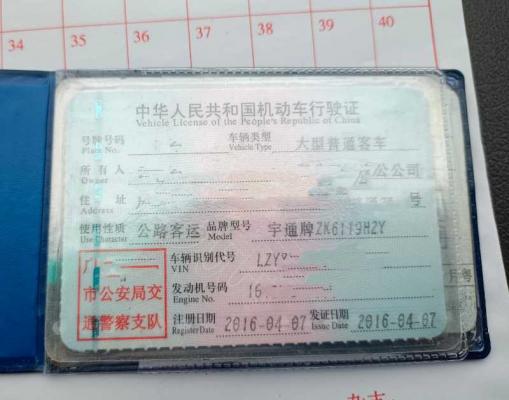 34 35 36 37 38 39 40
中华人民共和国机动车行驶证
Vehicle License of the People's Republic of China
号牌号码 车辆类型 大型普通客车
Plate No. Vehicle Type
所有人 公司
Owner
住址 号
Address
使用性质 公路客运 品牌型号 宇通牌ZK6119H2Y
Use Character Model
车辆识别代号 LZY
VIN
市公安局交 发动机号码 16
Engine No.
通警察支队 注册日期 2016-04-07 发证日期 2016-04-07
Register Date Issue Date